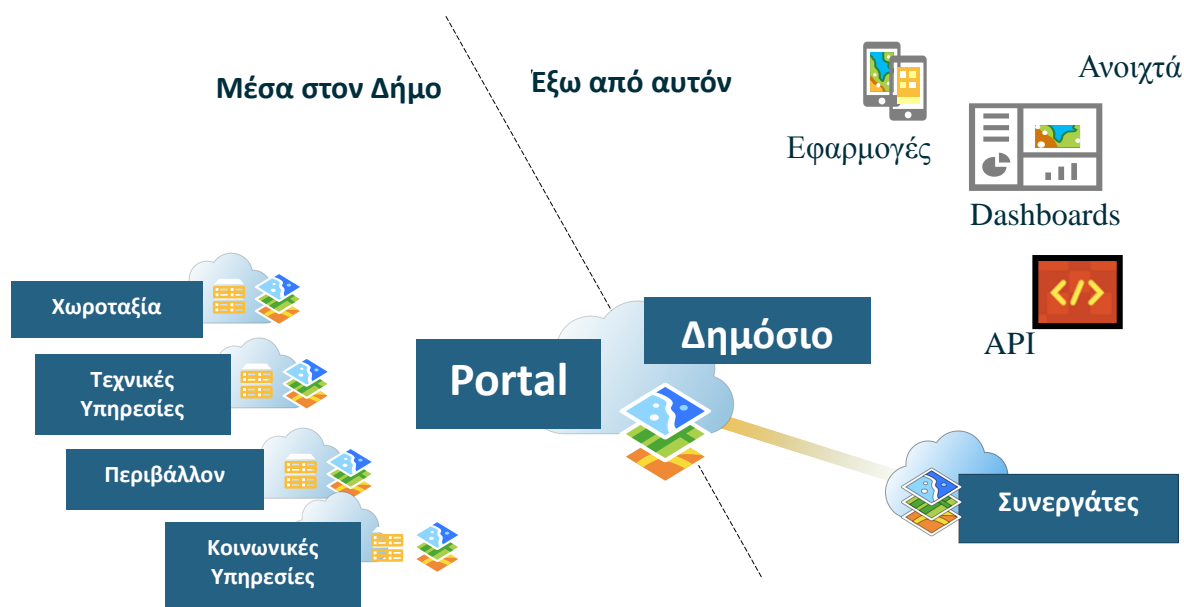 Μέσα στον Δήμο
Έξω από αυτόν
Ανοιχτά
Εφαρμογές
Dashboards
API
Χωροταξία
Τεχνικές
Υπηρεσίες
Περιβάλλον
Κοινωνικές
Υπηρεσίες
Portal
Δημόσιο
Συνεργάτες